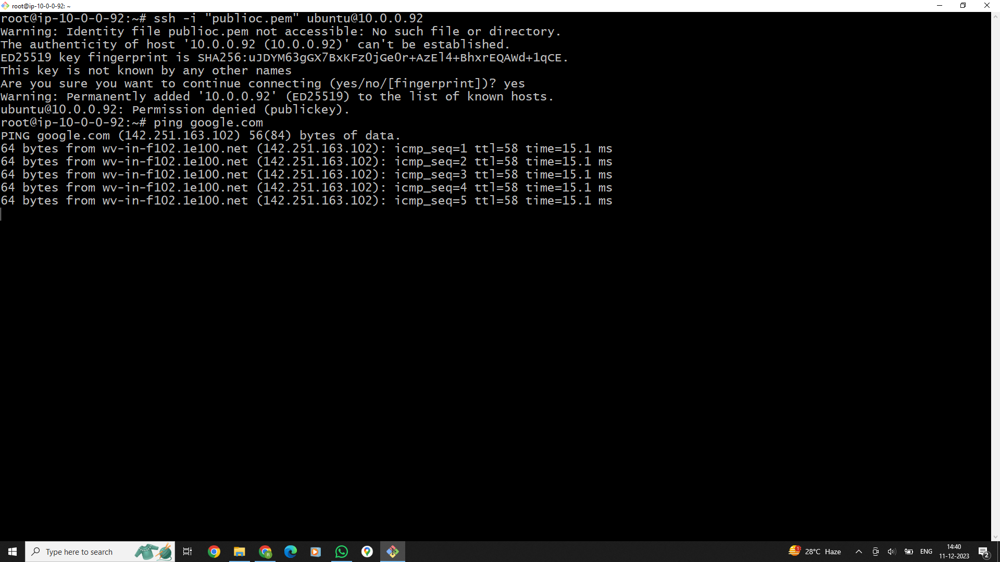 root@ip-10-0-0-92: ~
root@ip-10-0-0-92:~# ssh -i "publioc.pem" ubuntu@10.0.0.92
Warning: Identity file publioc.pem not accessible: No such file or directory.
The authenticity of host '10.0.0.92 (10.0.0.92)' can't be established.
ED25519 key fingerprint is SHA256:uJDYM63gGX7BxKFz0jGe0r+AzEl4+BhxrEQAWd+1qCE.
This key is not known by any other names
Are you sure you want to continue connecting (yes/no/[fingerprint])? yes
Warning: Permanently added '10.0.0.92' (ED25519) to the list of known hosts.
ubuntu@10.0.0.92: Permission denied (publickey).
root@ip-10-0-0-92:~# ping google.com
PING google.com (142.251.163.102) 56(84) bytes of data.
64 bytes from wv-in-f102.1e100.net (142.251.163.102): icmp_seq=1 ttl=58 time=15.1 ms
64 bytes from wv-in-f102.1e100.net (142.251.163.102): icmp_seq=2 ttl=58 time=15.1 ms
64 bytes from wv-in-f102.1e100.net (142.251.163.102): icmp_seq=3 ttl=58 time=15.1 ms
64 bytes from wv-in-f102.1e100.net (142.251.163.102): icmp_seq=4 ttl=58 time=15.1 ms
64 bytes from wv-in-f102.1e100.net (142.251.163.102): icmp_seq=5 ttl=58 time=15.1 ms
Type here to search
R
1
28°C Haze
ENG
14:40
11-12-2023
2